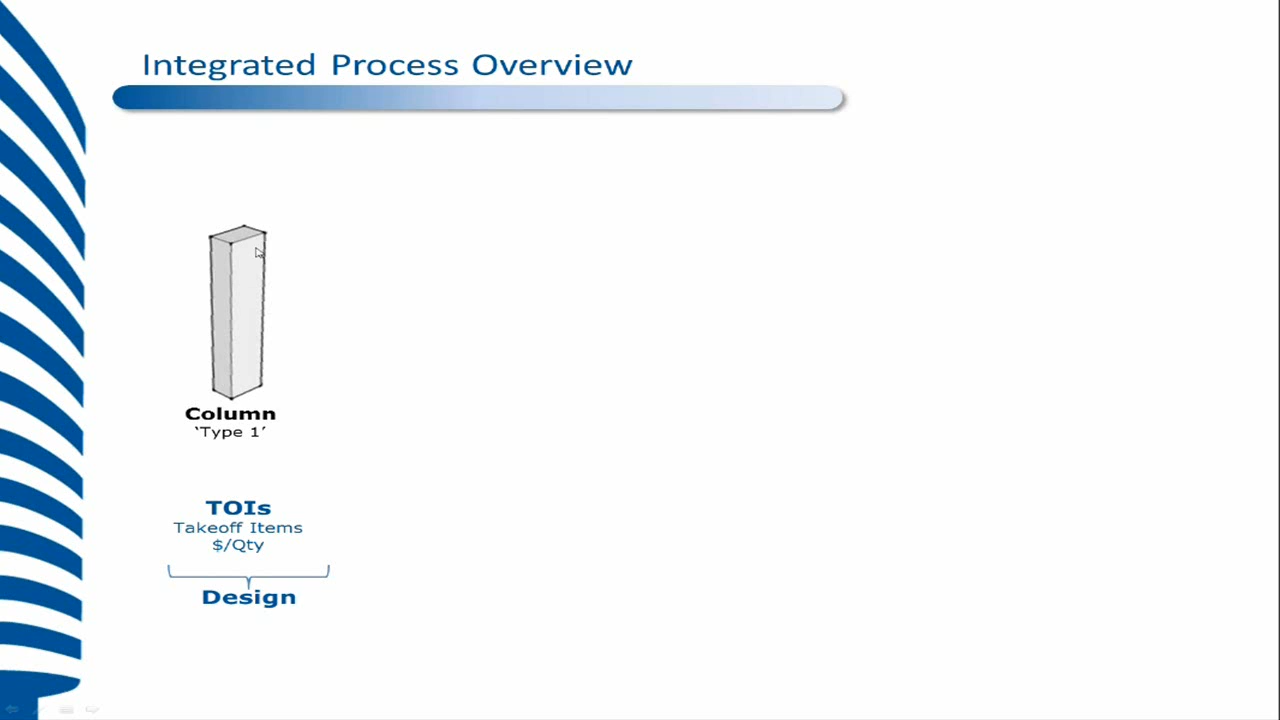 Integrated Process Overview
Column
‘Type 1’
TOIs
Takeoff Items
$/Qty
Design